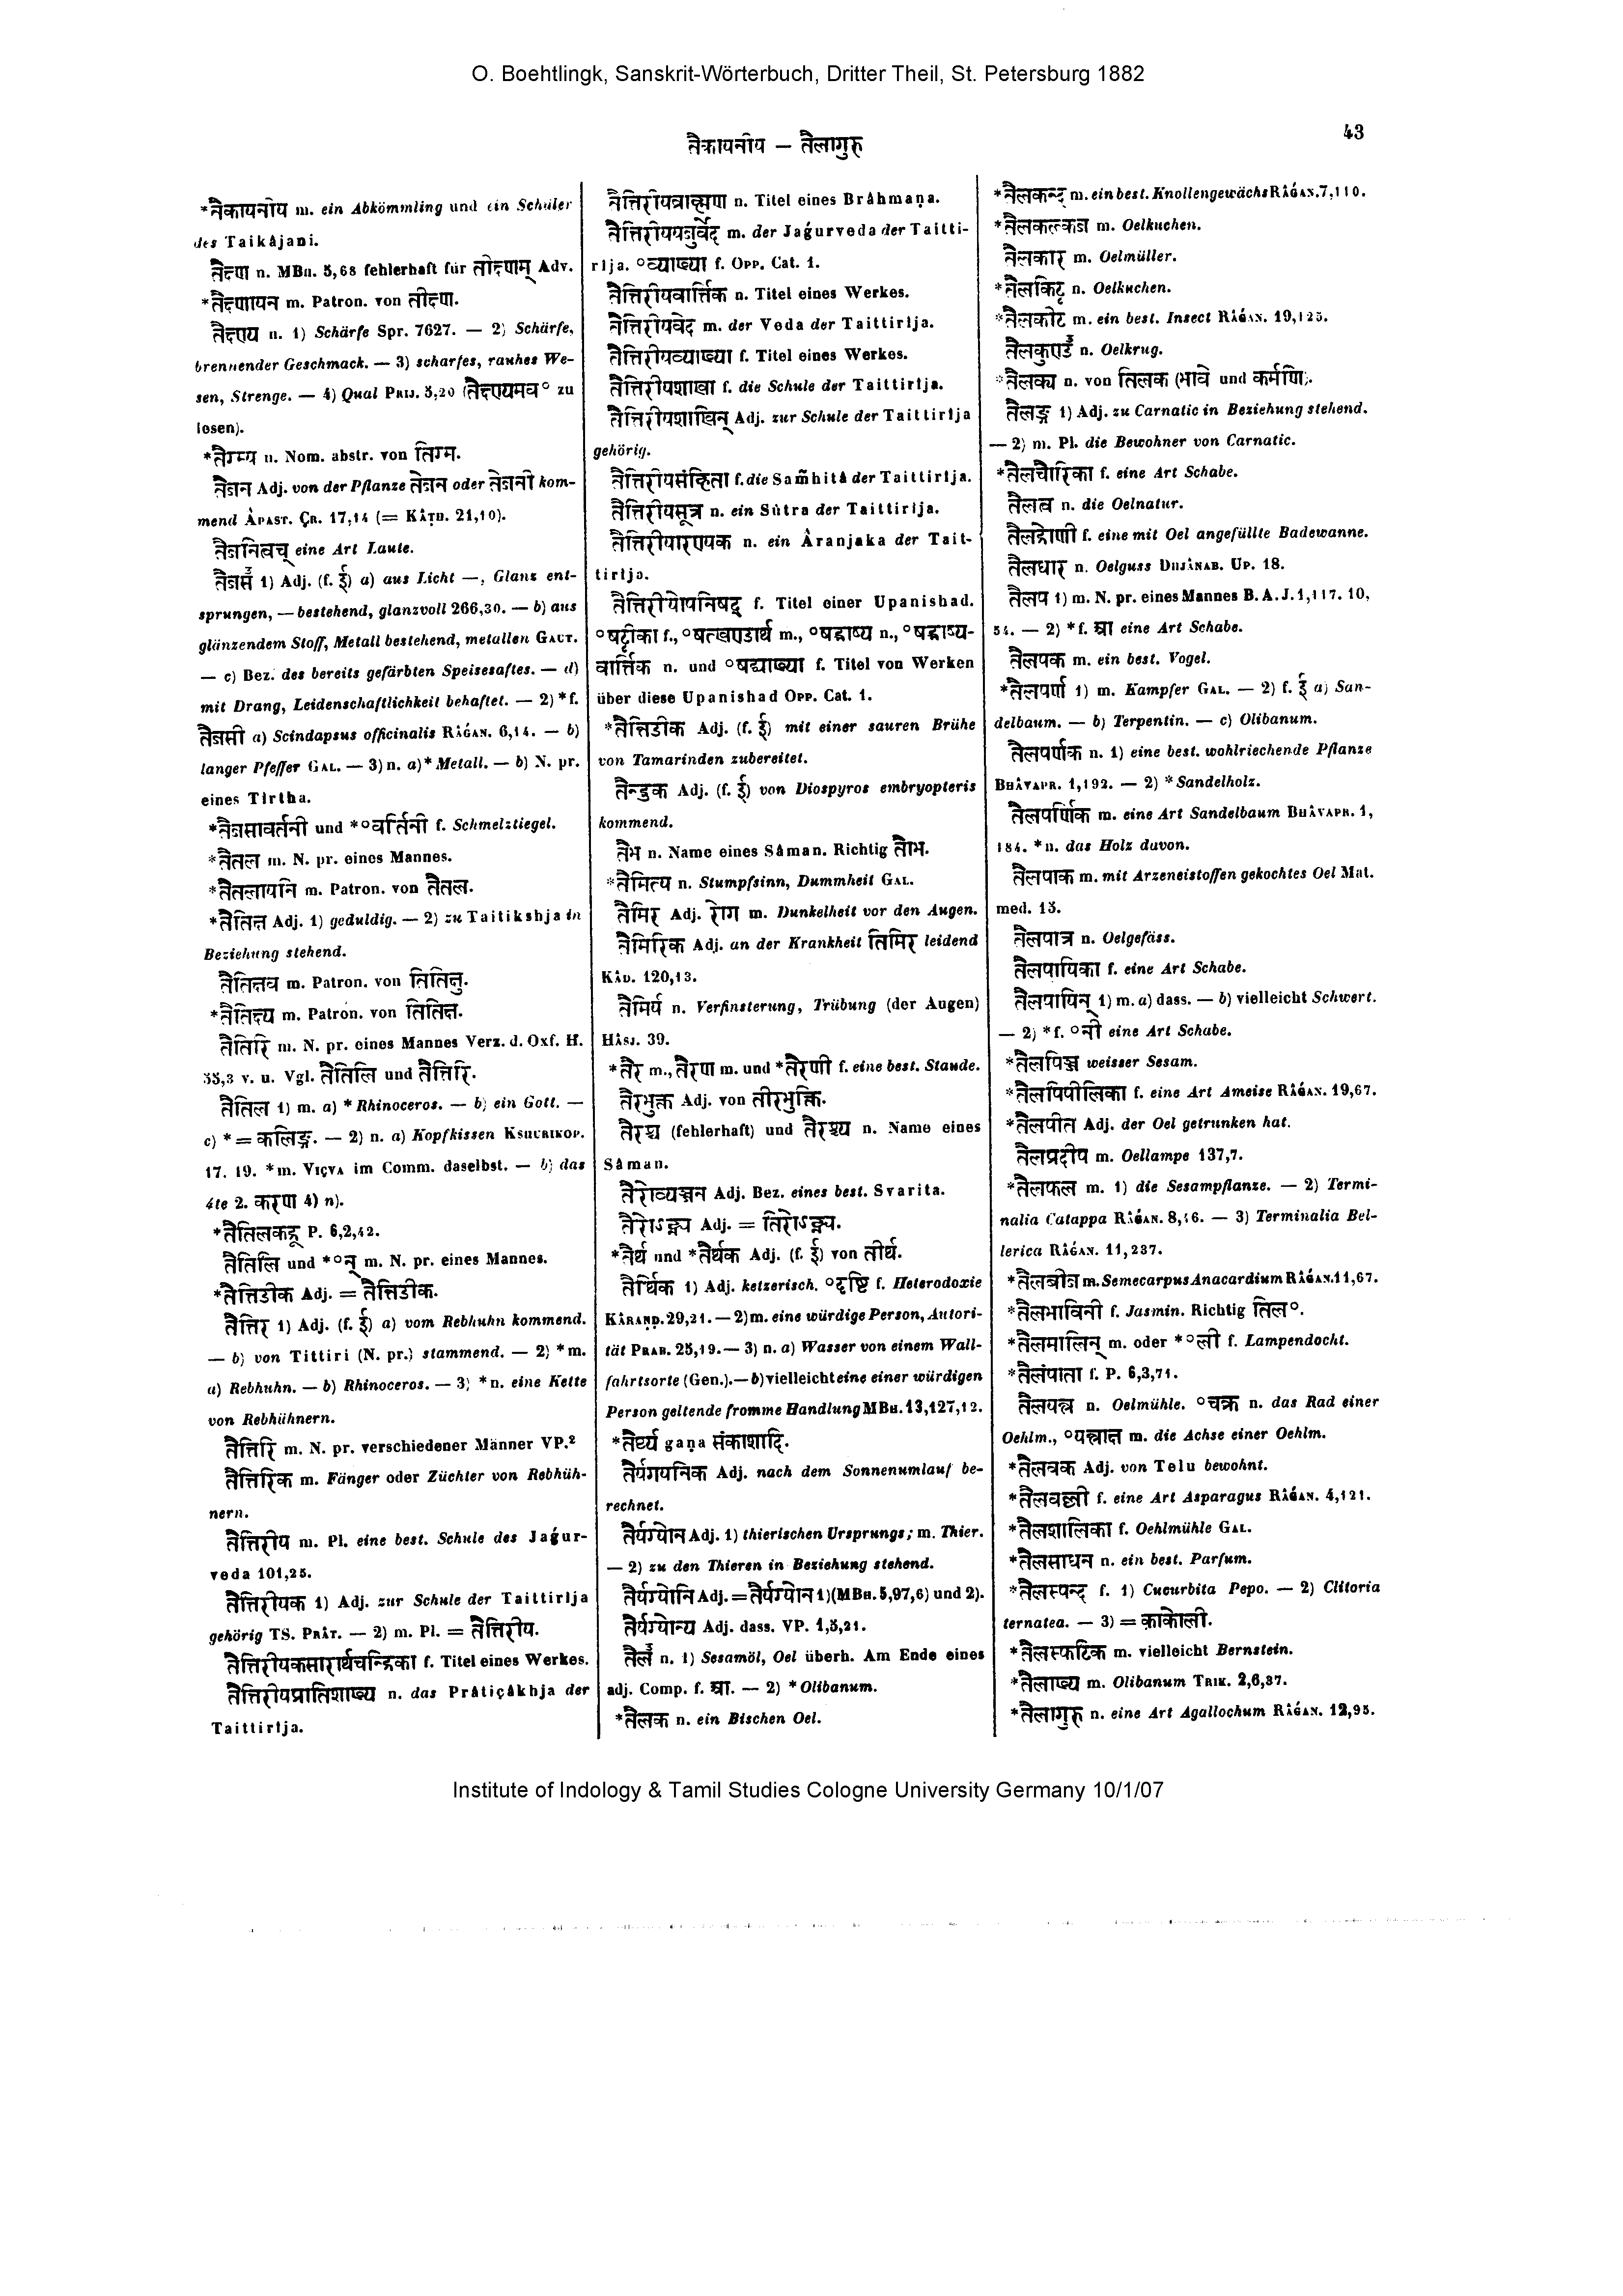 O. Boehtlingk, Sanskrit-Wörterbuch, Dritter Theil, St. Petersburg 1882
43
तैकायनीय — तैलागुरु
*तैकायनीय m. ein Abkömmling und ein Schüler
des Taikâjani.
तैक्ष्ण n. MBH. 5,68 fehlerhaft für तीक्ष्णम् Adv.
*तैक्ष्णायन m. Patron. von तीक्ष्ण.
तैक्ष्ण्य n. 1) Schärfe Spr. 7627. — 2) Schärfe,
brennender Geschmack. — 3) scharfes, rauhes We-
sen, Strenge. — 4) Qual PRIJ. 5,20 (तैक्ष्ण्यमव° zu
lesen).
*तैग्म्य n. Nom. abstr. von तिग्म.
तैजन Adj. von der Pflanze तेजन oder तेजनी kom-
mend ÂPAST. ÇR. 17,14 (= KÂTH. 21,10).
तैजनित्वच् eine Art Laute.
तैजसँ 1) Adj. (f. ई) a) aus Licht —, Glanz ent-
sprungen, — bestehend, glanzvoll 266,30. — b) aus
glänzendem Stoff, Metall bestehend, metallen GAUT.
— c) Bez. des bereits gefärbten Speisesaftes. — d)
mit Drang, Leidenschaftlichkeit behaftet. — 2) *f.
तैजसी a) Scindapsus officinalis RÂGAN. 6,14. — b)
langer Pfeffer GAL. — 3) n. a)* Metall. — b) N. pr.
eines Tîrtha.
*तैजसावर्तनी und *°वर्तिनी f. Schmelztiegel.
*तैतल m. N. pr. eines Mannes.
*तैतलायनि m. Patron. von तैतल.
*तैतिक्ष Adj. 1) geduldig. — 2) zu Taitikshja in
Beziehung stehend.
तैतिक्षव m. Patron. von तितिक्षु.
*तैतिक्ष्य m. Patron. von तितिक्ष.
तैतिरि m. N. pr. eines Mannes Verz. d. Oxf. H.
55,3 v. u. Vgl. तैतिलि und तैत्तिरि.
तैतिल 1) m. a) * Rhinoceros. — b) ein Gott. —
c) * = कलिङ्ग. — 2) n. a) Kopfkissen KSHURIKOP.
17. 19. *m. VIÇVA im Comm. daselbst. — b) das
4te 2. करण 4) n).
*तैतिलकद्रू P. 6,2,42.
तैतिलि und *°न् m. N. pr. eines Mannes.
*तैत्तिडीक Adj. = तैत्तिडीक.
तैत्तिर 1) Adj. (f. ई) a) vom Rebhuhn kommend.
— b) von Tittiri (N. pr.) stammend. — 2) *m.
a) Rebhuhn. — b) Rhinoceros. — 3) *n. eine Kette
von Rebhühnern.
तैत्तिरि m. N. pr. verschiedener Männer VP.²
तैत्तिरिक m. Fänger oder Züchter von Rebhüh-
nern.
तैत्तिरीय m. Pl. eine best. Schule des Jaǵur-
veda 101,25.
तैत्तिरीयक 1) Adj. zur Schule der Taittirîja
gehörig TS. PRÂT. — 2) m. Pl. = तैत्तिरीय.
तैत्तिरीयकसारार्थचन्द्रिका f. Titel eines Werkes.
तैत्तिरीयप्रातिशाख्य n. das Prâtiçâkhja der
Taittirîja.
तैत्तिरीयब्राह्मण n. Titel eines Brâhmaṇa.
तैत्तिरीययजुर्वेद m. der Jaǵurveda der Taitti-
rîja. °व्याख्या f. OPP. Cat. 1.
तैत्तिरीयवार्त्तिक n. Titel eines Werkes.
तैत्तिरीयवेद m. der Veda der Taittirîja.
तैत्तिरीयव्याख्या f. Titel eines Werkes.
तैत्तिरीयशाखा f. die Schule der Taittirîja.
तैत्तिरीयशाखिन् Adj. zur Schule der Taittirîja
gehörig.
तैत्तिरीयसंहिता f. die Saṁhitâ der Taittirîja.
तैत्तिरीयसूत्र n. ein Sûtra der Taittirîja.
तैत्तिरीयारण्यक n. ein Âraṇjaka der Tait-
tirîja.
तैत्तिरीयोपनिषद् f. Titel einer Upanishad.
°षट्टीका f., °षत्खण्डार्थ m., °षद्भाष्य n., °षद्भाष्य-
वार्त्तिक n. und °षद्व्याख्या f. Titel von Werken
über diese Upanishad OPP. Cat. 1.
*तैत्तिडीक Adj. (f. ई) mit einer sauren Brühe
von Tamarinden zubereitet.
तैन्दुक Adj. (f. ई) von Diospyros embryopteris
kommend.
तैभ n. Name eines Sâman. Richtig तौभ.
*तैमित्य n. Stumpfsinn, Dummheit GAL.
तैमिर Adj. रोग m. Dunkelheit vor den Augen.
तैमिरिक Adj. an der Krankheit तिमिर leidend
KÂD. 120,13.
तैमिर्य n. Verfinsterung, Trübung (der Augen)
HÂSJ. 39.
*तैर m., तैरण m. und *तैरणी f. eine best. Staude.
तैरभुक्त Adj. von तीरभुक्ति.
तैरश्च (fehlerhaft) und तैरश्च्य n. Name eines
Sâman.
तैरोव्यञ्जन Adj. Bez. eines best. Svarita.
तैरोऽह्न्य Adj. = तिरोऽह्न्य.
*तैर्थ und *तैर्थक Adj. (f. ई) von तीर्थ.
तैर्थिक 1) Adj. ketzerisch. °दृष्टि f. Heterodoxie
KÂRAṆḌ. 29,21. — 2) m. eine würdige Person, Autori-
tät PRAB. 25,19. — 3) n. a) Wasser von einem Wall-
fahrtsorte (Gen.). — b) vielleicht eine einer würdigen
Person geltende fromme Handlung MBH. 13,127,12.
*तैर्थ्य gaṇa संकाशादि.
तैर्यगयनिक Adj. nach dem Sonnenumlauf be-
rechnet.
तैर्यग्योन Adj. 1) thierischen Ursprungs; m. Thier.
— 2) zu den Thieren in Beziehung stehend.
तैर्यग्योनि Adj. = तैर्यग्योन 1) (MBH. 5,97,6) und 2).
तैर्यग्योन्य Adj. dass. VP. 1,5,21.
तैलँ n. 1) Sesamöl, Oel überh. Am Ende eines
adj. Comp. f. आ. — 2) * Olibanum.
*तैलक n. ein Bischen Oel.
*तैलकन्द m. ein best. Knollengewächs RÂGAN. 7,110.
*तैलकल्कज m. Oelkuchen.
तैलकार m. Oelmüller.
*तैलकिट्ट n. Oelkuchen.
*तैलकीट m. ein best. Insect RÂGAN. 19,125.
तैलकुण्डँ n. Oelkrug.
*तैलक्य n. von तिलक (भावे und कर्मणि).
तैलङ्ग 1) Adj. zu Carnatic in Beziehung stehend.
— 2) m. Pl. die Bewohner von Carnatic.
*तैलचौरिका f. eine Art Schabe.
तैलत्व n. die Oelnatur.
तैलद्रोणी f. eine mit Oel angefüllte Badewanne.
तैलधार n. Oelguss DHJÂNAB. UP. 18.
तैलप 1) m. N. pr. eines Mannes B. A. J. 1,117. 10,
54. — 2) *f. आ eine Art Schabe.
तैलपक m. ein best. Vogel.
*तैलपर्ण 1) m. Kampfer GAL. — 2) f. ई a) San-
delbaum. — b) Terpentin. — c) Olibanum.
तैलपर्णक n. 1) eine best. wohlriechende Pflanze
BHÂVAPR. 1,192. — 2) * Sandelholz.
तैलपर्णिक m. eine Art Sandelbaum BHÂVAPR. 1,
184. *n. das Holz davon.
तैलपाक m. mit Arzeneistoffen gekochtes Oel Mat.
med. 15.
तैलपात्र n. Oelgefäss.
तैलपायिका f. eine Art Schabe.
तैलपायिन् 1) m. a) dass. — b) vielleicht Schwert.
— 2) *f. °नी eine Art Schabe.
*तैलपिञ्ज weisser Sesam.
*तैलपिपीलिका f. eine Art Ameise RÂGAN. 19,67.
*तैलपीत Adj. der Oel getrunken hat.
तैलप्रदीप m. Oellampe 137,7.
*तैलफल m. 1) die Sesampflanze. — 2) Termi-
nalia Catappa RÂGAN. 8,46. — 3) Terminalia Bel-
lerica RÂGAN. 11,237.
*तैलबीज m. Semecarpus Anacardium RÂGAN. 11,67.
*तैलभाविनी f. Jasmin. Richtig तिल°.
*तैलमालिन् m. oder *°ली f. Lampendocht.
*तैलंपाता f. P. 6,3,71.
तैलयन्त्र n. Oelmühle. °चक्र n. das Rad einer
Oehlm., °यन्त्राक्ष m. die Achse einer Oehlm.
*तैलवक Adj. von Telu bewohnt.
*तैलवल्ली f. eine Art Asparagus RÂGAN. 4,121.
*तैलशालिका f. Oehlmühle GAL.
*तैलसाधन n. ein best. Parfum.
*तैलस्पन्द f. 1) Cucurbita Pepo. — 2) Clitoria
ternatea. — 3) = काकोली.
*तैलस्फटिक m. vielleicht Bernstein.
*तैलाख्य m. Olibanum TRIK. 2,6,37.
*तैलागुरु n. eine Art Agallochum RÂGAN. 12,95.
Institute of Indology & Tamil Studies Cologne University Germany 10/1/07